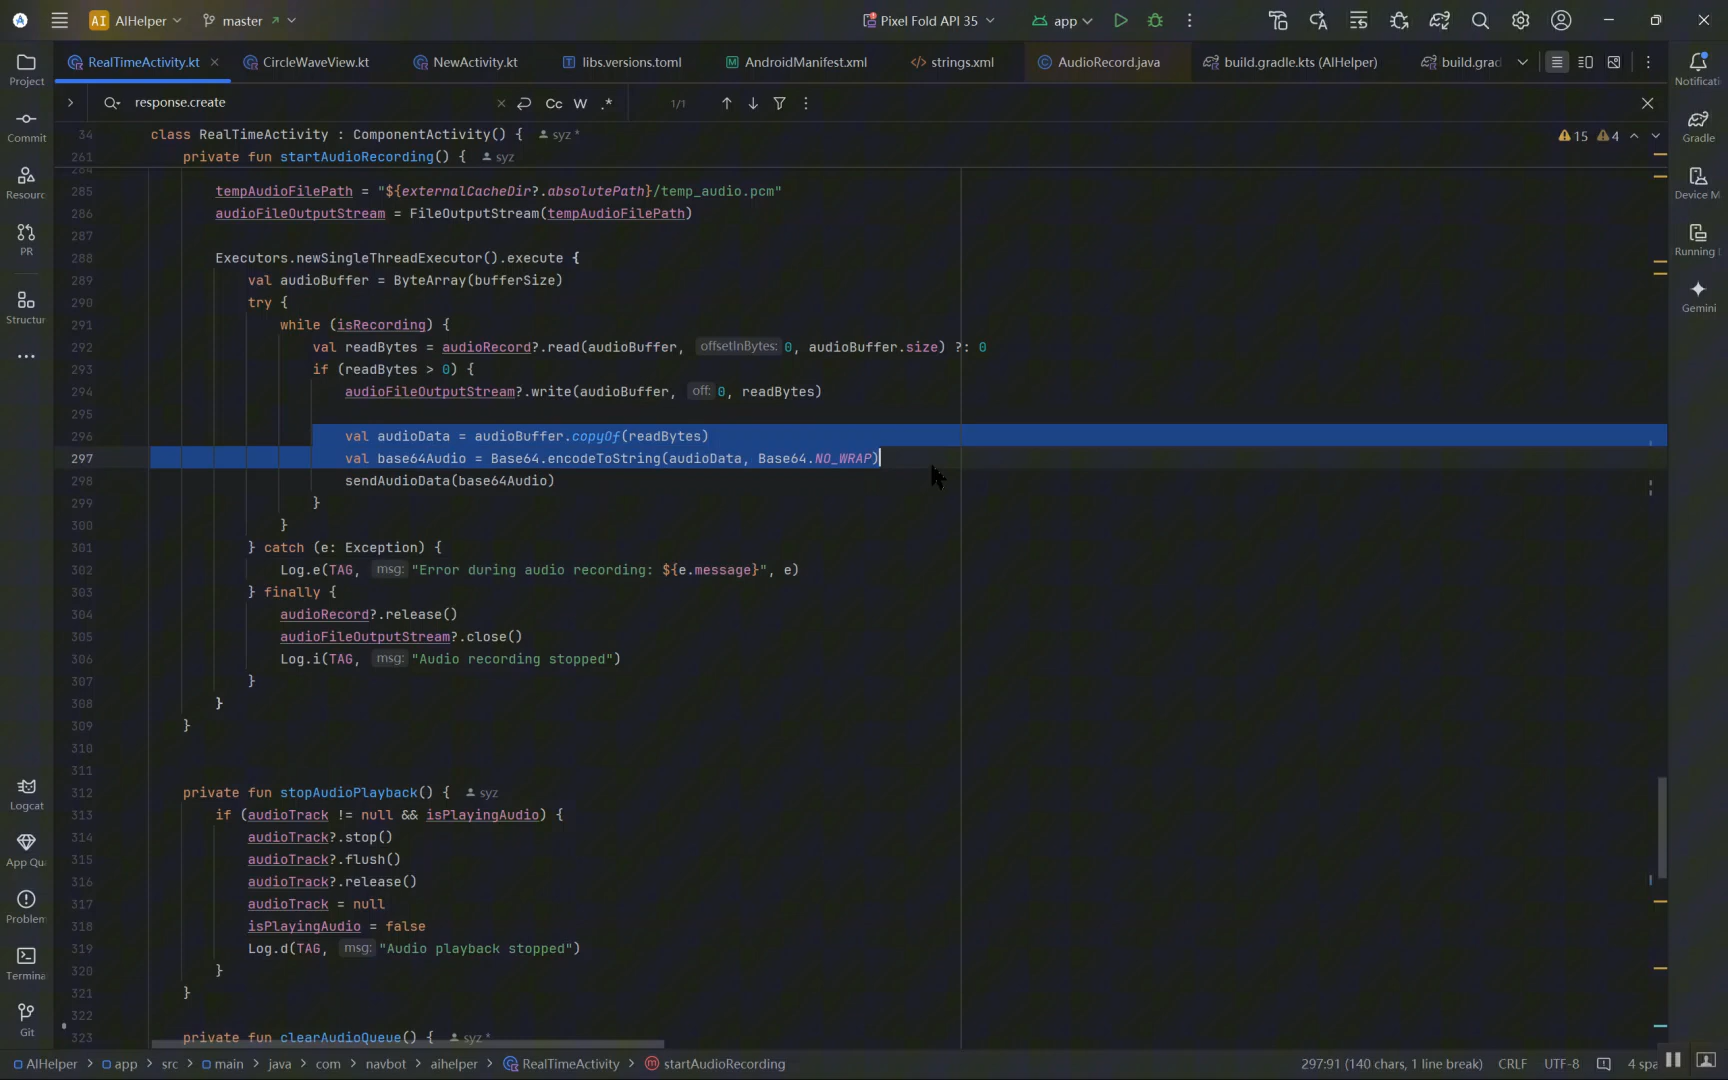 AI AIHelper master
Pixel Fold API 35 app
RealTimeActivity.kt CircleWaveView.kt NewActivity.kt libs.versions.toml AndroidManifest.xml strings.xml AudioRecord.java build.gradle.kts (AIHelper) build.grad
response.create Cc W .* 1/1
34 class RealTimeActivity : ComponentActivity() { syz *
15 4
261 private fun startAudioRecording() { syz
285 tempAudioFilePath = "${externalCacheDir?.absolutePath}/temp_audio.pcm"
286 audioFileOutputStream = FileOutputStream(tempAudioFilePath)
287
288 Executors.newSingleThreadExecutor().execute {
289 val audioBuffer = ByteArray(bufferSize)
290 try {
291 while (isRecording) {
292 val readBytes = audioRecord?.read(audioBuffer, offsetInBytes: 0, audioBuffer.size) ?: 0
293 if (readBytes > 0) {
294 audioFileOutputStream?.write(audioBuffer, off: 0, readBytes)
295
296 val audioData = audioBuffer.copyOf(readBytes)
297 val base64Audio = Base64.encodeToString(audioData, Base64.NO_WRAP)
298 sendAudioData(base64Audio)
299 }
300 }
301 } catch (e: Exception) {
302 Log.e(TAG, msg: "Error during audio recording: ${e.message}", e)
303 } finally {
304 audioRecord?.release()
305 audioFileOutputStream?.close()
306 Log.i(TAG, msg: "Audio recording stopped")
307 }
308 }
309 }
310
311
312 private fun stopAudioPlayback() { syz
313 if (audioTrack != null && isPlayingAudio) {
314 audioTrack?.stop()
315 audioTrack?.flush()
316 audioTrack?.release()
317 audioTrack = null
318 isPlayingAudio = false
319 Log.d(TAG, msg: "Audio playback stopped")
320 }
321 }
322
323 private fun clearAudioQueue() { syz *
Project
Commit
Resourc
PR
Structur
Logcat
App Qua
Problem
Termina
Git
Notificati
Gradle
Device M
Running D
Gemini
AIHelper > app > src > main > java > com > navbot > aihelper > RealTimeActivity > startAudioRecording
297:91 (140 chars, 1 line break) CRLF UTF-8 4 spa